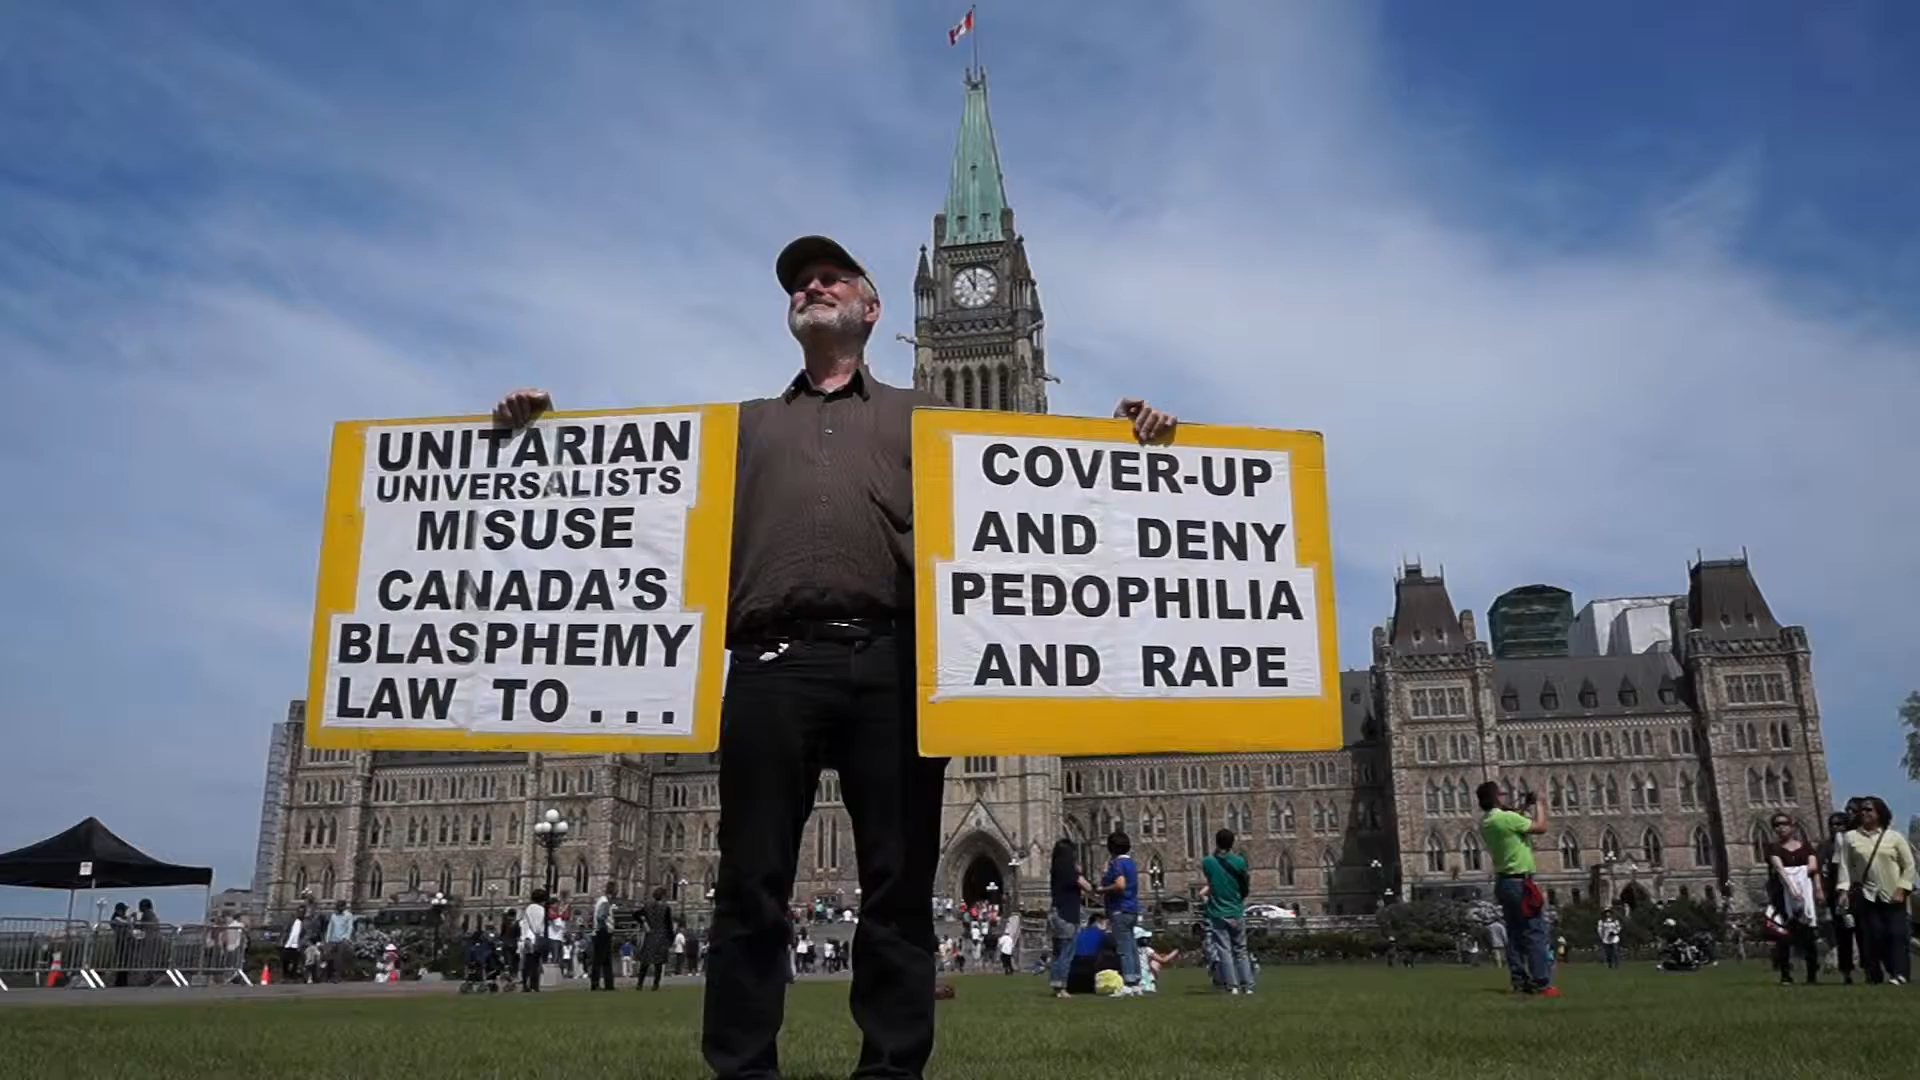 UNITARIAN
UNIVERSALISTS
MISUSE
CANADA'S
BLASPHEMY
LAW TO . . .
COVER-UP
AND DENY
PEDOPHILIA
AND RAPE